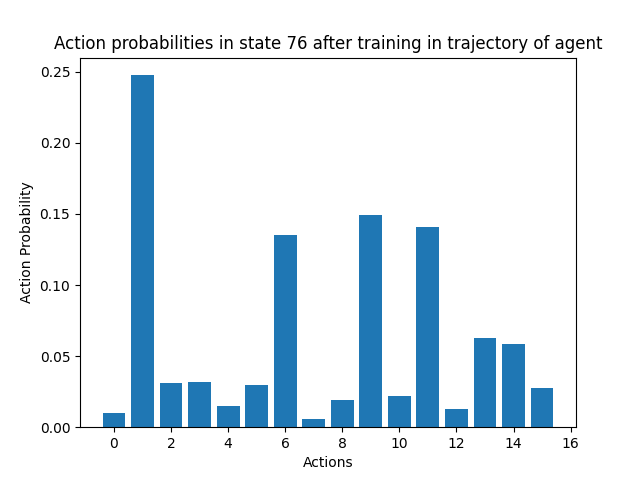 Action probabilities in state 76 after training in trajectory of agent
0.25
0.20
0.15
0.10
0.05
0.00
Action Probability
0 2 4 6 8 10 12 14 16
Actions